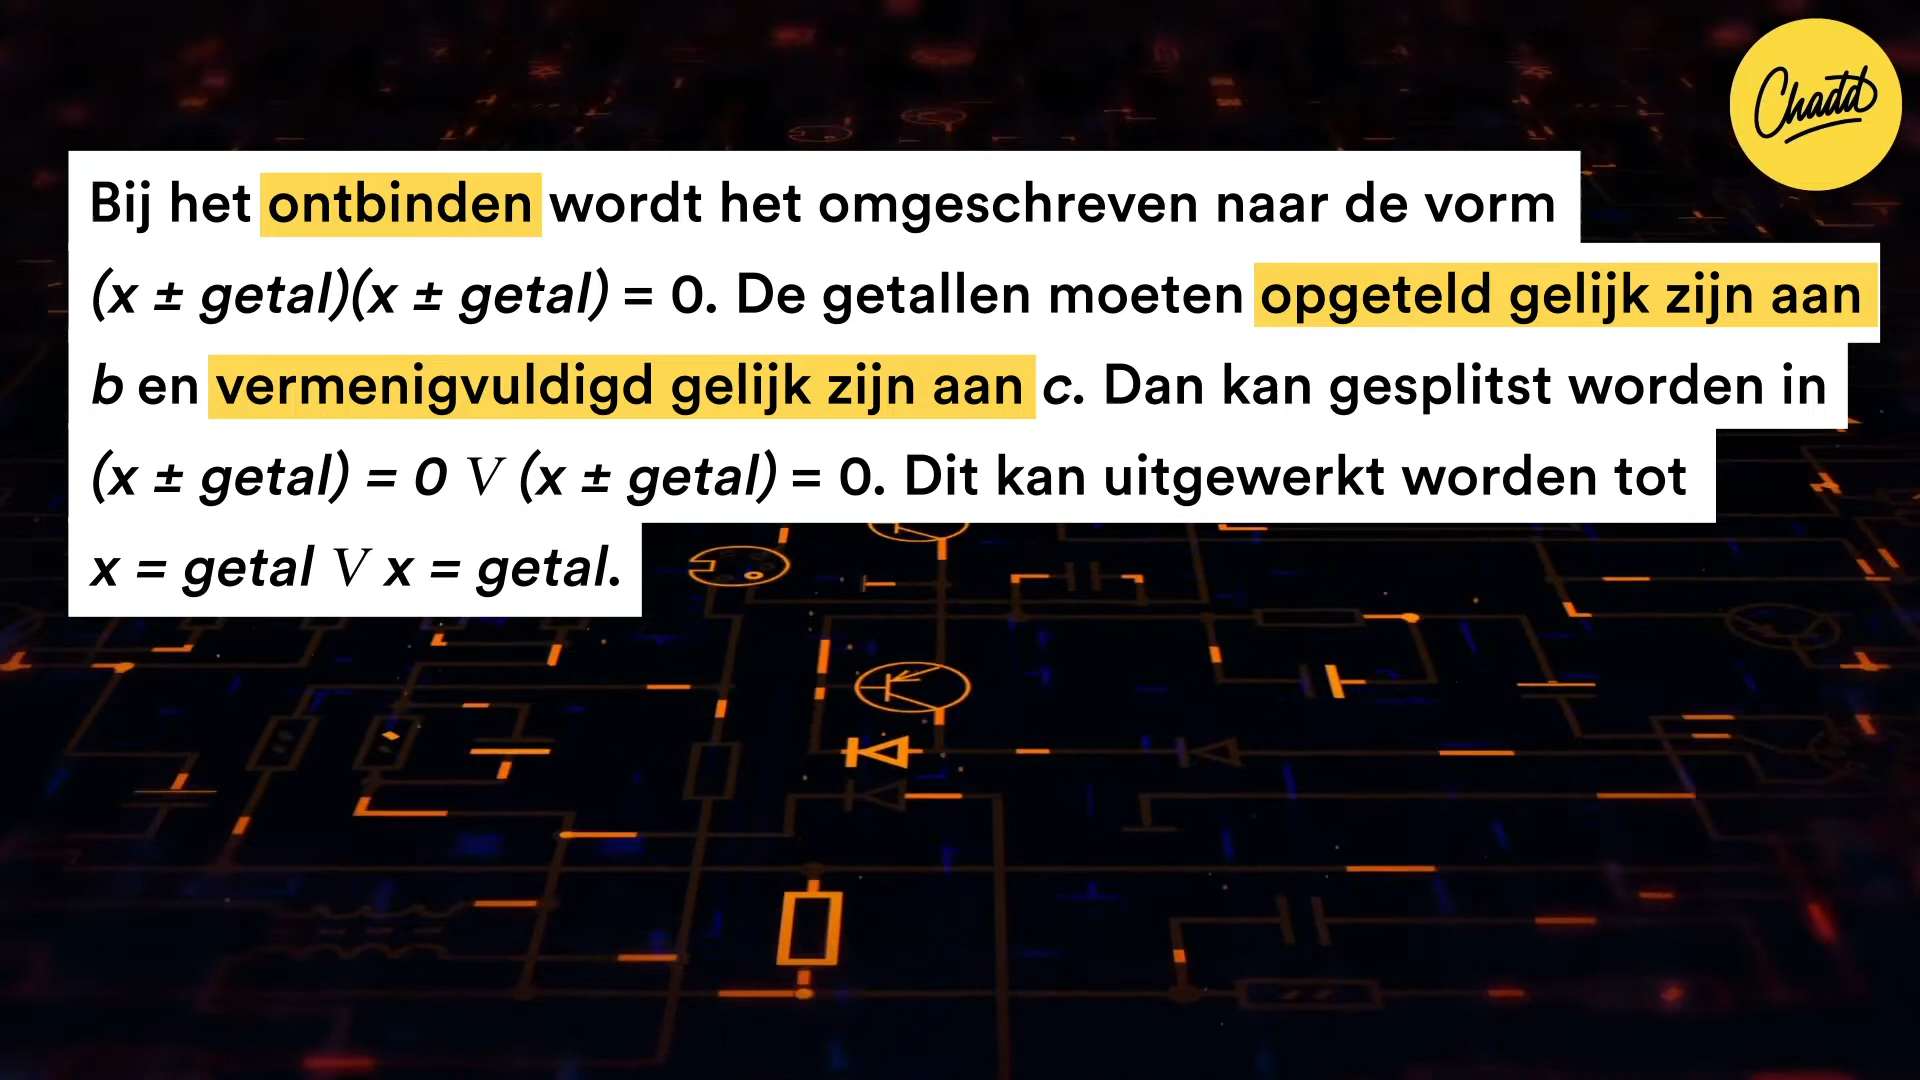 Chadd
Bij het ontbinden wordt het omgeschreven naar de vorm
(x ± getal)(x ± getal) = 0. De getallen moeten opgeteld gelijk zijn aan
b en vermenigvuldigd gelijk zijn aan c. Dan kan gesplitst worden in
(x ± getal) = 0 V (x ± getal) = 0. Dit kan uitgewerkt worden tot
x = getal V x = getal.